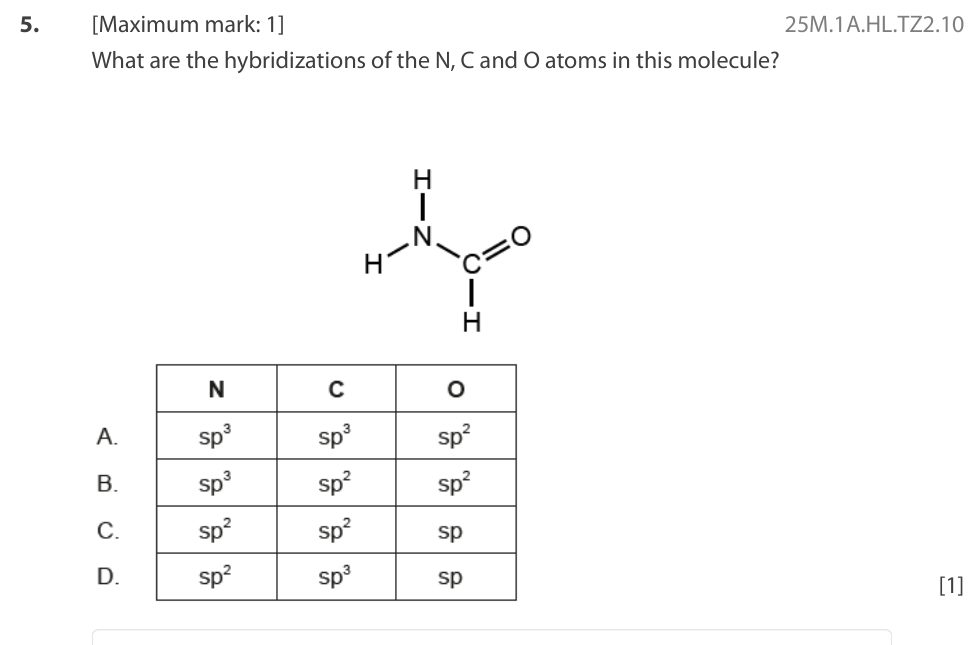 5. [Maximum mark: 1] 25M.1A.HL.TZ2.10
What are the hybridizations of the N, C and O atoms in this molecule?
H
N O
H C
H
N C O
A. sp³ sp³ sp²
B. sp³ sp² sp²
C. sp² sp² sp
D. sp² sp³ sp
[1]